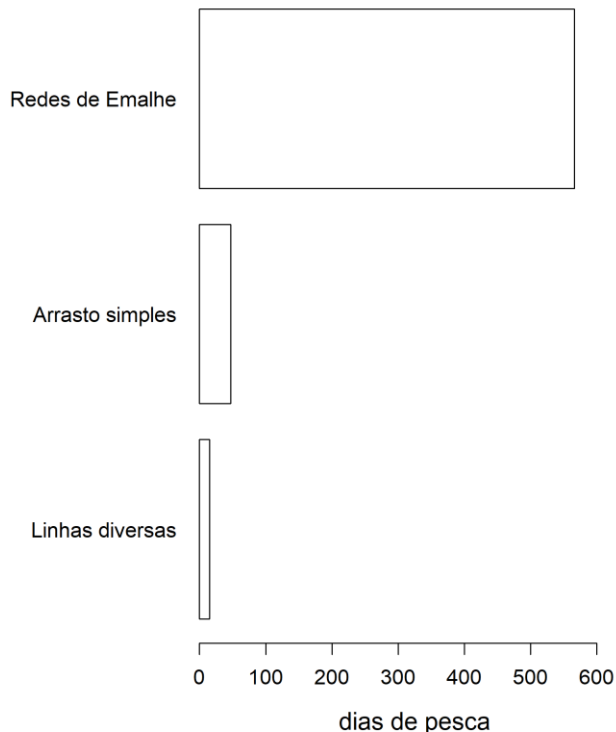 Redes de Emalhe
Arrasto simples
Linhas diversas
0 100 200 300 400 500 600
dias de pesca